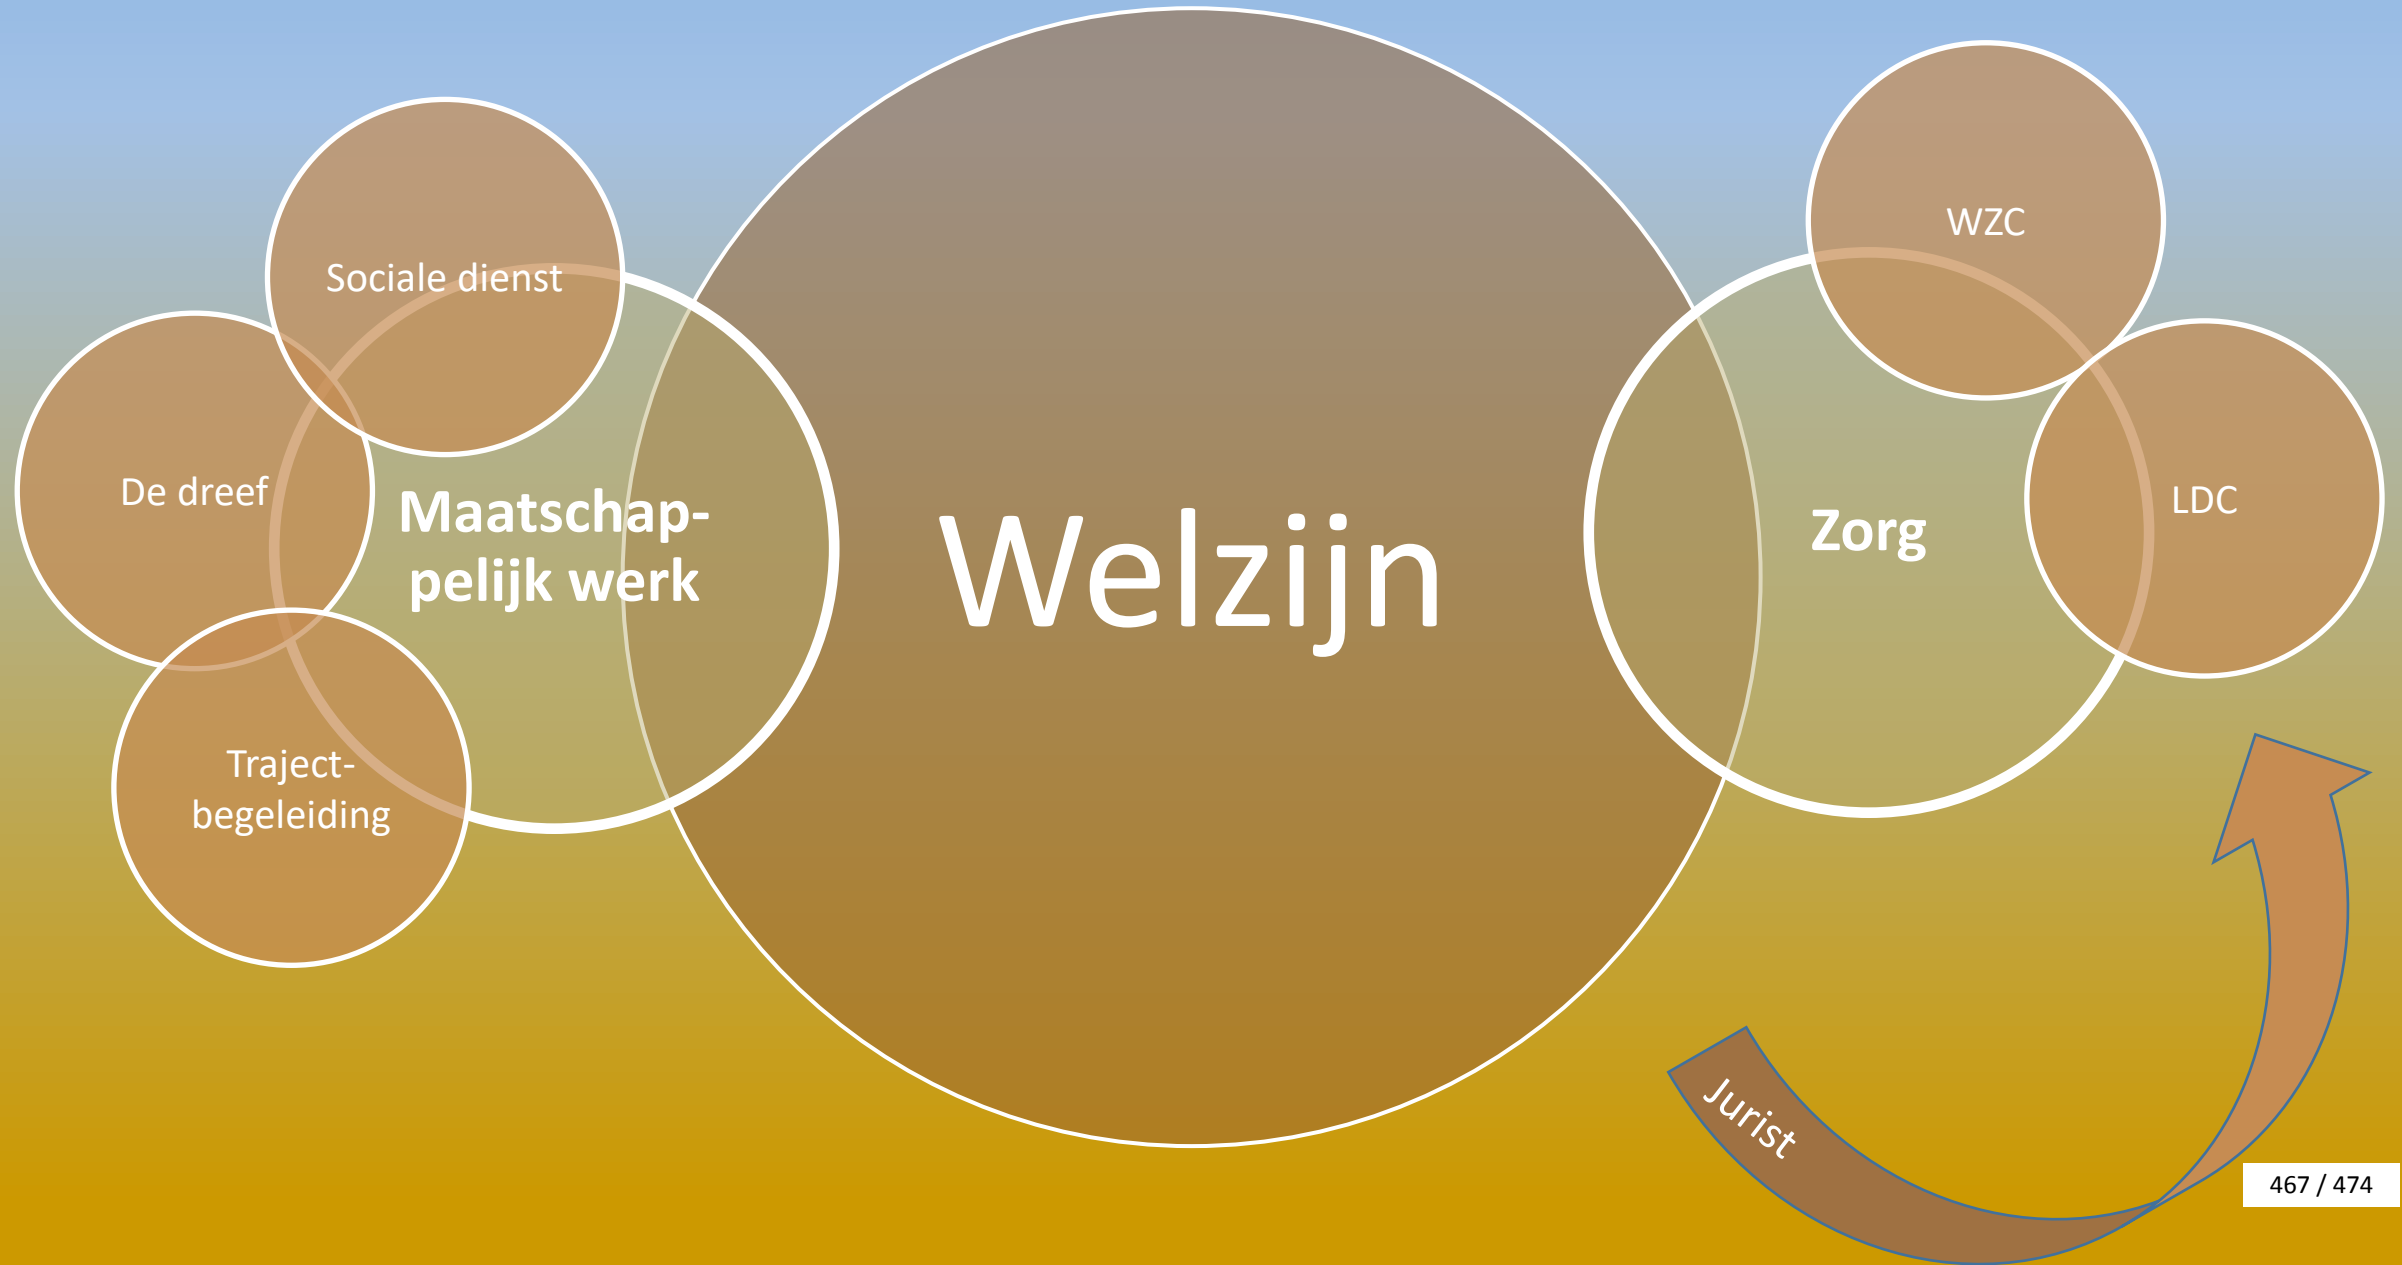 Sociale dienst
De dreef
Traject-
begeleiding
Maatschap-
pelijk werk
Welzijn
Zorg
WZC
LDC
Jurist
467 / 474